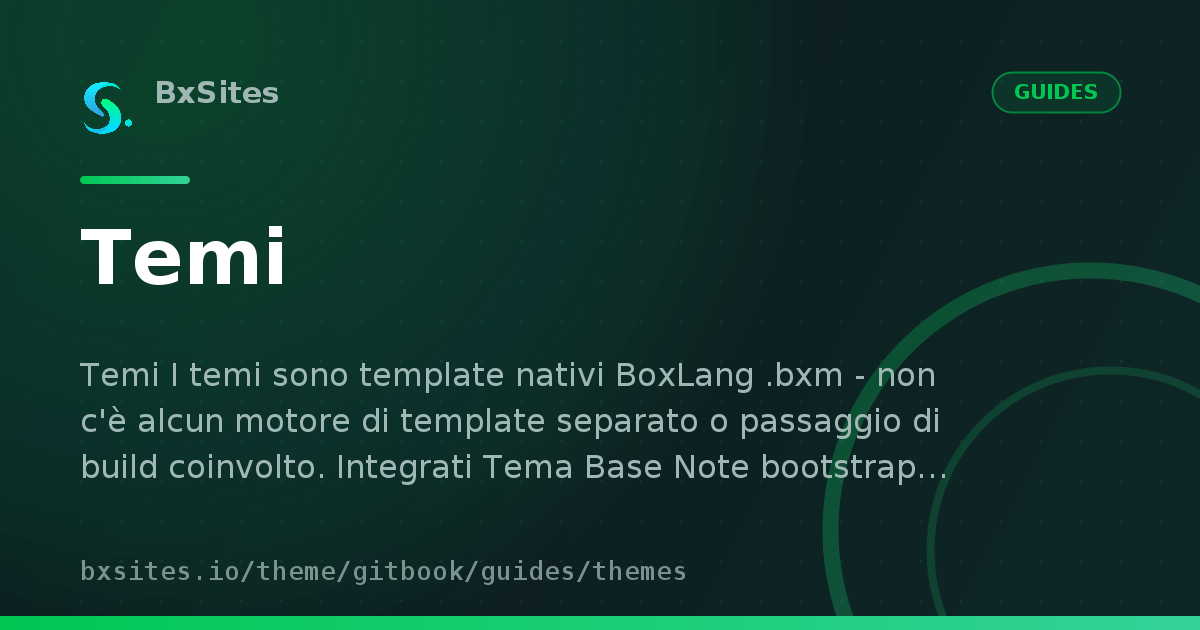 BxSites
GUIDES
Temi
Temi I temi sono template nativi BoxLang .bxm - non
c'è alcun motore di template separato o passaggio di
build coinvolto. Integrati Tema Base Note bootstrap...
bxsites.io/theme/gitbook/guides/themes